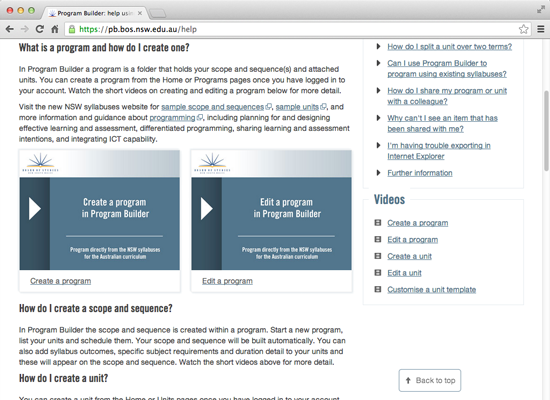 Program Builder: help user
https://pb.bos.nsw.edu.au/help
What is a program and how do I create one?
In Program Builder a program is a folder that holds your scope and sequence(s) and attached
units. You can create a program from the Home or Programs pages once you have logged in to
your account. Watch the short videos on creating and editing a program below for more detail.
Visit the new NSW syllabuses website for sample scope and sequences, sample units, and
more information and guidance about programming, including planning for and designing
effective learning and assessment, differentiated programming, sharing learning and assessment
intentions, and integrating ICT capability.
BOARD OF STUDIES
Create a program
in Program Builder
Program directly from the NSW syllabuses
for the Australian curriculum
Create a program
BOARD OF STUDIES
Edit a program
in Program Builder
Program directly from the NSW syllabuses
for the Australian curriculum
Edit a program
How do I create a scope and sequence?
In Program Builder the scope and sequence is created within a program. Start a new program,
list your units and schedule them. Your scope and sequence will be built automatically. You can
also add syllabus outcomes, specific subject requirements and duration detail to your units and
these will appear on the scope and sequence. Watch the short videos above for more detail.
How do I create a unit?
You can create a unit from the Home or Units pages once you have logged in to your account.
How do I split a unit over two terms?
Can I use Program Builder to
program using existing syllabuses?
How do I share my program or unit
with a colleague?
Why can't I see an item that has
been shared with me?
I'm having trouble exporting in
Internet Explorer
Further information
Videos
Create a program
Edit a program
Create a unit
Edit a unit
Customise a unit template
Back to top